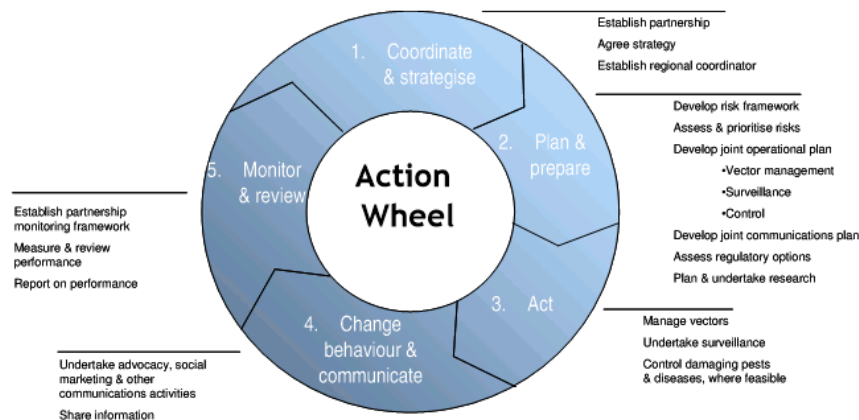 1. Coordinate
& strategise
Establish partnership
Agree strategy
Establish regional coordinator
2. Plan &
prepare
Develop risk framework
Assess & prioritise risks
Develop joint operational plan
•Vector management
•Surveillance
•Control
Develop joint communications plan
Assess regulatory options
Plan & undertake research
3. Act
Manage vectors
Undertake surveillance
Control damaging pests
& diseases, where feasible
4. Change
behaviour &
communicate
Undertake advocacy, social
marketing & other
communications activities
Share information
5. Monitor
& review
Establish partnership
monitoring framework
Measure & review
performance
Report on performance
Action
Wheel